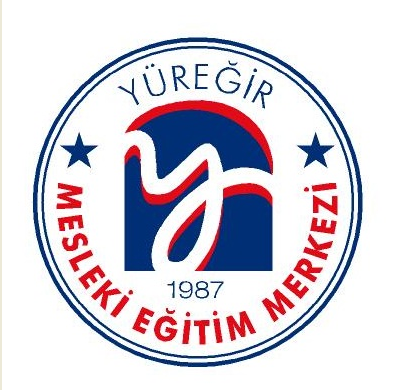 YÜREĞİR
y
1987
MESLEKİ EĞİTİM MERKEZİ